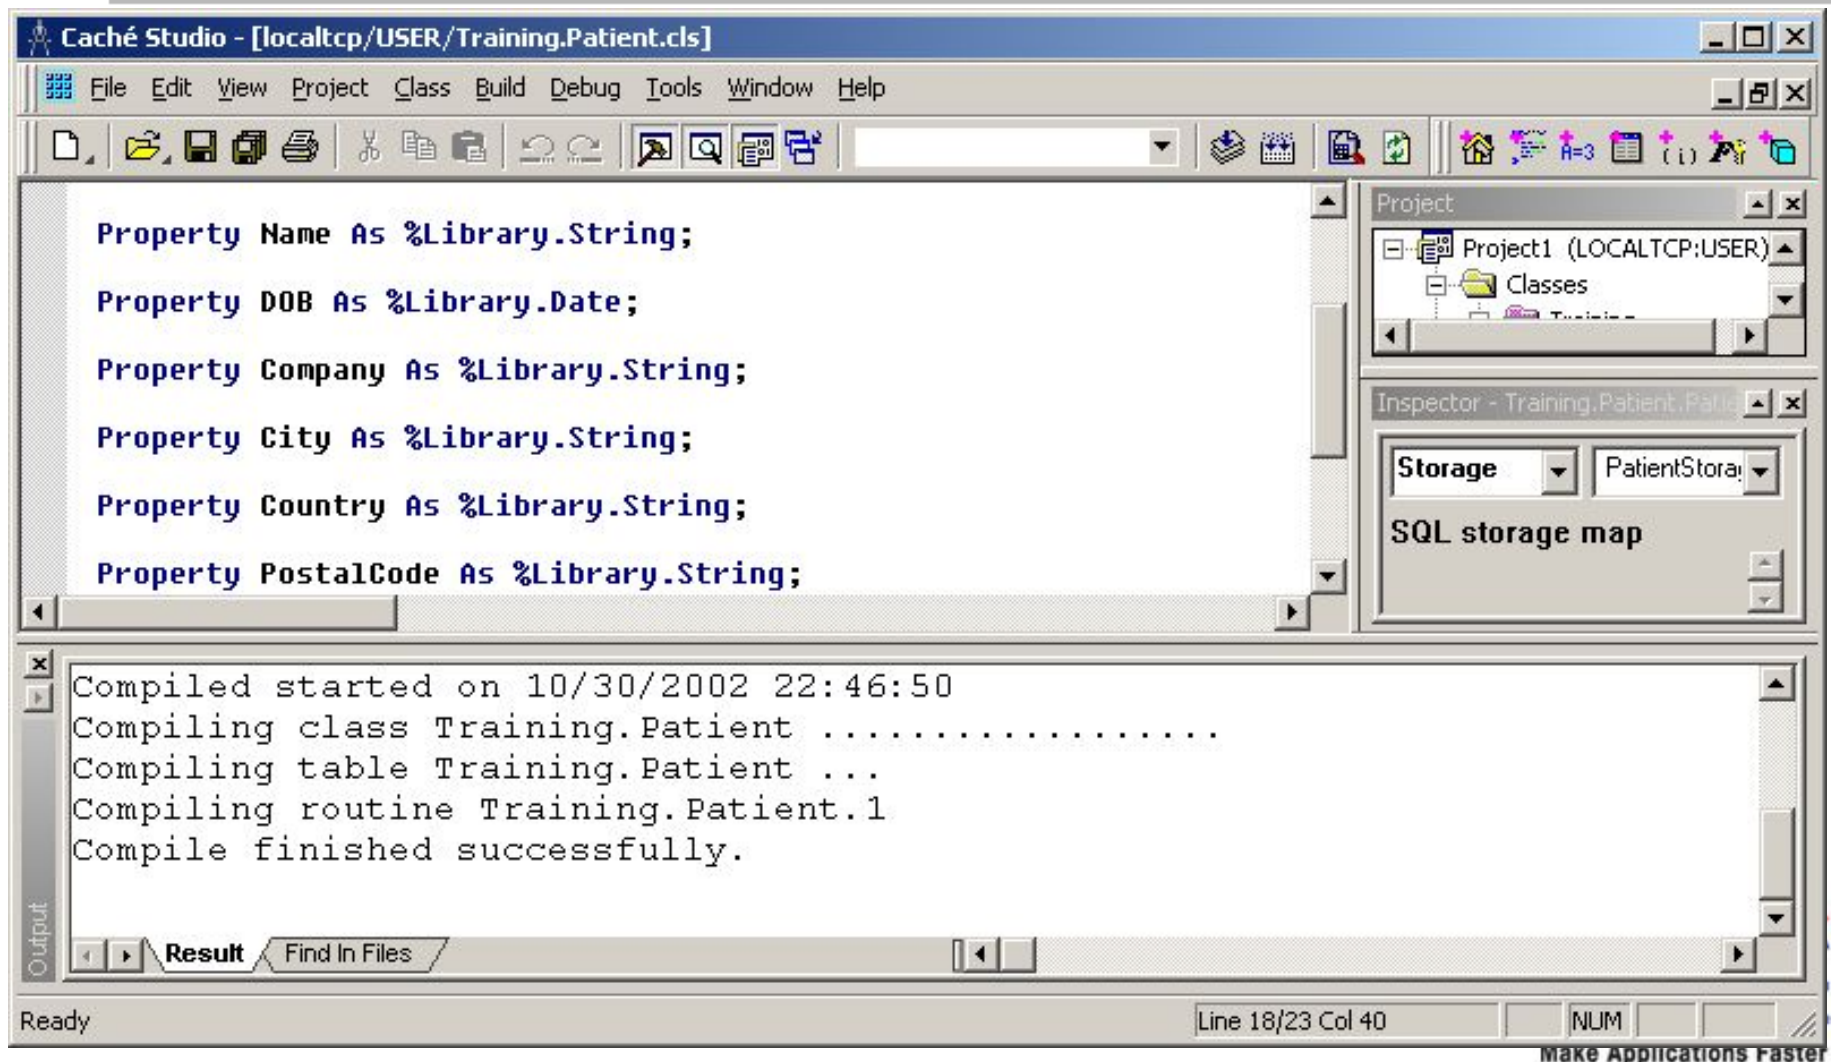 Caché Studio - [localtcp/USER/Training.Patient.cls]
File Edit View Project Class Build Debug Tools Window Help
A=3
Property Name As %Library.String;
Property DOB As %Library.Date;
Property Company As %Library.String;
Property City As %Library.String;
Property Country As %Library.String;
Property PostalCode As %Library.String;
Project
Project1 (LOCALTCP:USER)
Classes
Training
Inspector - Training.Patient.
Storage PatientStora
SQL storage map
Compiled started on 10/30/2002 22:46:50
Compiling class Training.Patient ..................
Compiling table Training.Patient ...
Compiling routine Training.Patient.1
Compile finished successfully.
Output
Result Find In Files
Ready Line 18/23 Col 40 NUM
Make Applications Faster